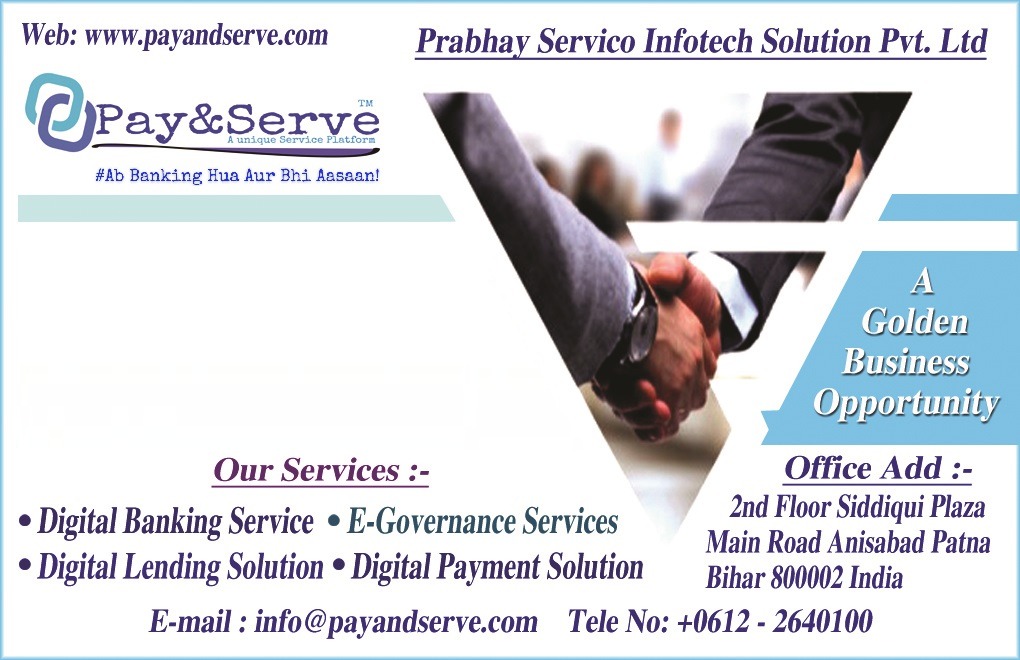 Web: www.payandserve.com
Prabhay Servico Infotech Solution Pvt. Ltd
Pay&Serve™
A unique Service Platform
#Ab Banking Hua Aur Bhi Aasaan!
A
Golden
Business
Opportunity
Our Services :-
• Digital Banking Service • E-Governance Services
• Digital Lending Solution • Digital Payment Solution
Office Add :-
2nd Floor Siddiqui Plaza
Main Road Anisabad Patna
Bihar 800002 India
E-mail : info@payandserve.com Tele No: +0612 - 2640100